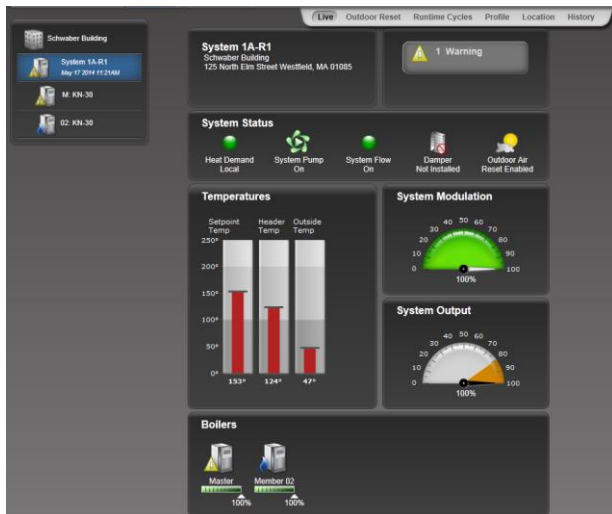 Live Outdoor Reset Runtime Cycles Profile Location History
Schwaber Building
System 1A-R1
May 17 2014 11:21AM
M: KN-30
02: KN-30
System 1A-R1
Schwaber Building
125 North Elm Street Westfield, MA 01085
1 Warning
System Status
Heat Demand
Local
System Pump
On
System Flow
On
Damper
Not Installed
Outdoor Air
Reset Enabled
Temperatures
Setpoint
Temp
Header
Temp
Outside
Temp
250°
200°
150°
100°
50°
0°
153° 124° 47°
System Modulation
0 10 20 30 40 50 60 70 80 90 100
100%
System Output
0 10 20 30 40 50 60 70 80 90 100
100%
Boilers
Master
100%
Member 02
100%